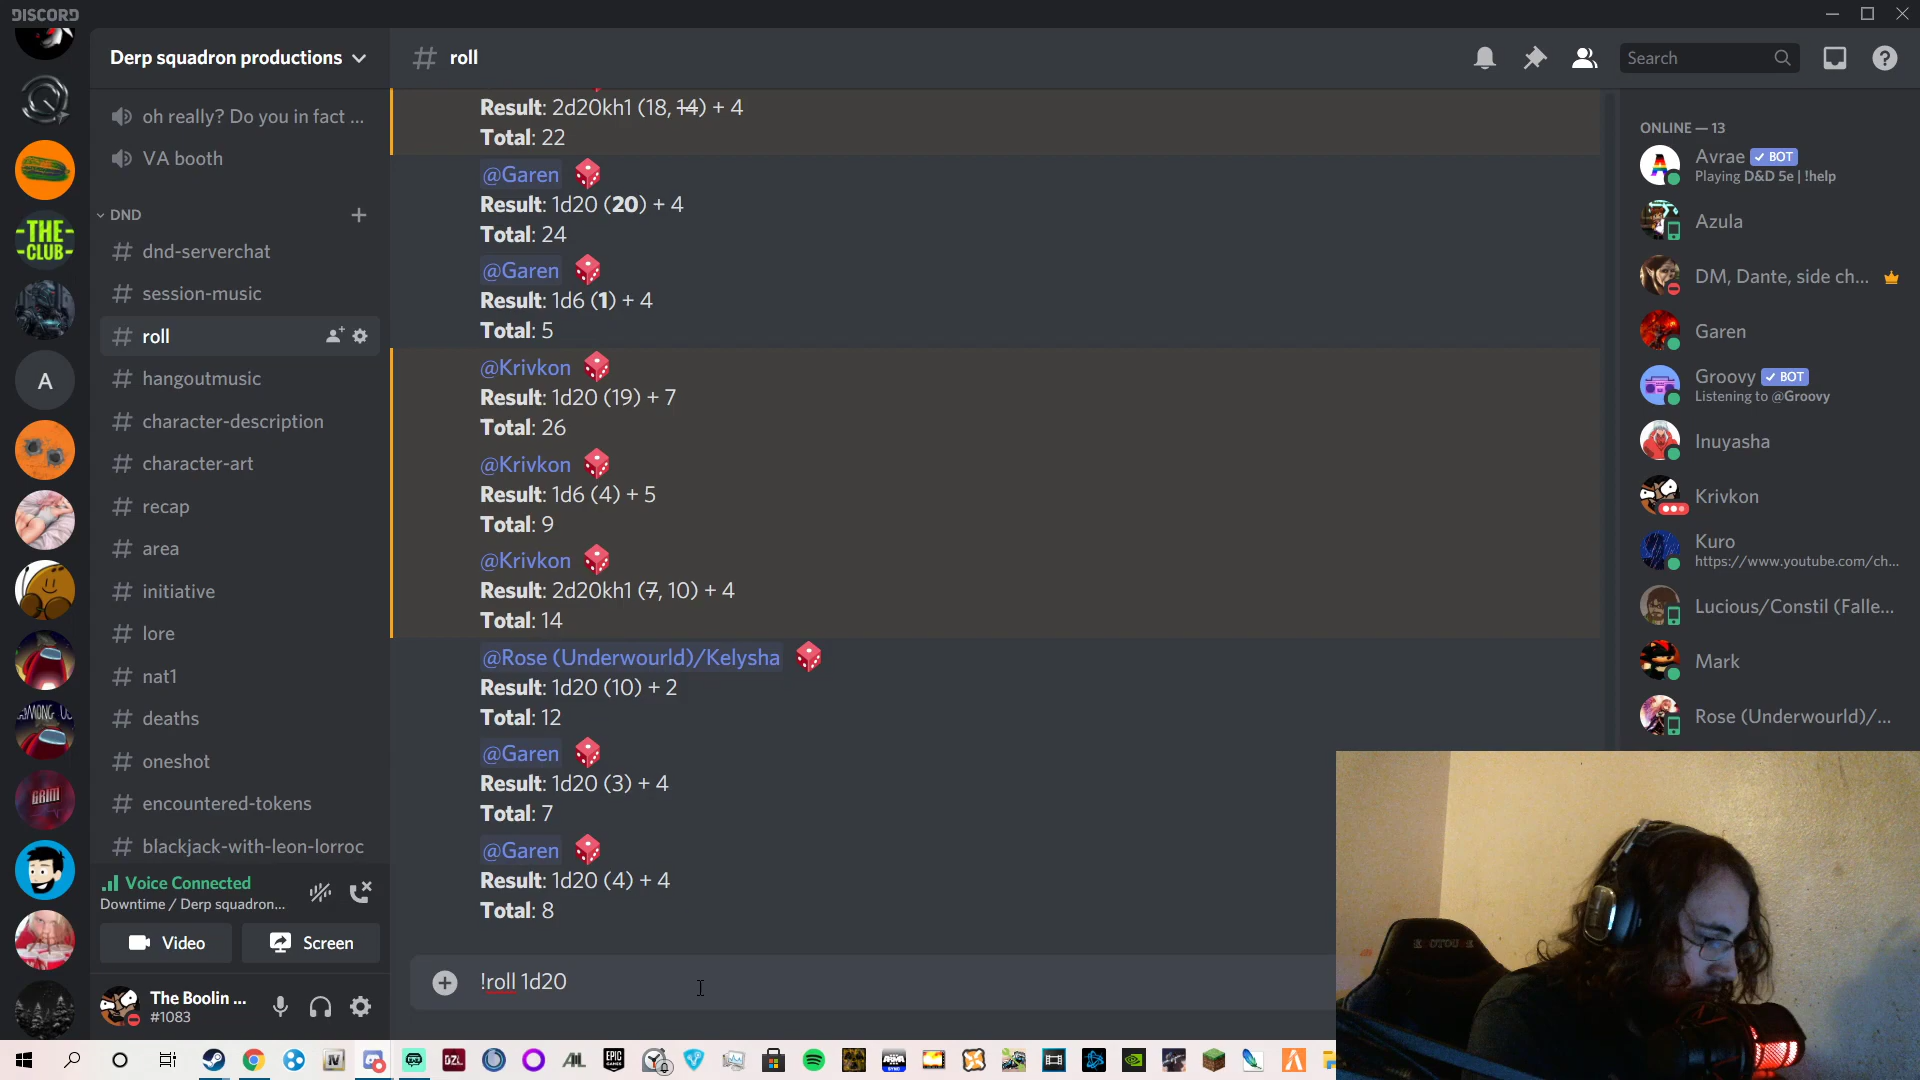 DISCORD
Derp squadron productions
oh really? Do you in fact ...
VA booth
DND
dnd-serverchat
session-music
roll
hangoutmusic
character-description
character-art
recap
area
initiative
lore
nat1
deaths
oneshot
encountered-tokens
blackjack-with-leon-lorroc
Voice Connected
Downtime / Derp squadron...
Video
Screen
The Boolin ...
#1083
THE
CLUB
A
AMONG US
GRIM
roll
Search
Result: 2d20kh1 (18, 14) + 4
Total: 22
@Garen
Result: 1d20 (20) + 4
Total: 24
@Garen
Result: 1d6 (1) + 4
Total: 5
@Krivkon
Result: 1d20 (19) + 7
Total: 26
@Krivkon
Result: 1d6 (4) + 5
Total: 9
@Krivkon
Result: 2d20kh1 (7, 10) + 4
Total: 14
@Rose (Underwourld)/Kelysha
Result: 1d20 (10) + 2
Total: 12
@Garen
Result: 1d20 (3) + 4
Total: 7
@Garen
Result: 1d20 (4) + 4
Total: 8
!roll 1d20
ONLINE — 13
Avrae BOT
Playing D&D 5e | !help
Azula
DM, Dante, side ch...
Garen
Groovy BOT
Listening to @Groovy
Inuyasha
Krivkon
Kuro
https://www.youtube.com/ch...
Lucious/Constil (Falle...
Mark
Rose (Underwourld)/...
DZL
AIL
EPIC
GAMES